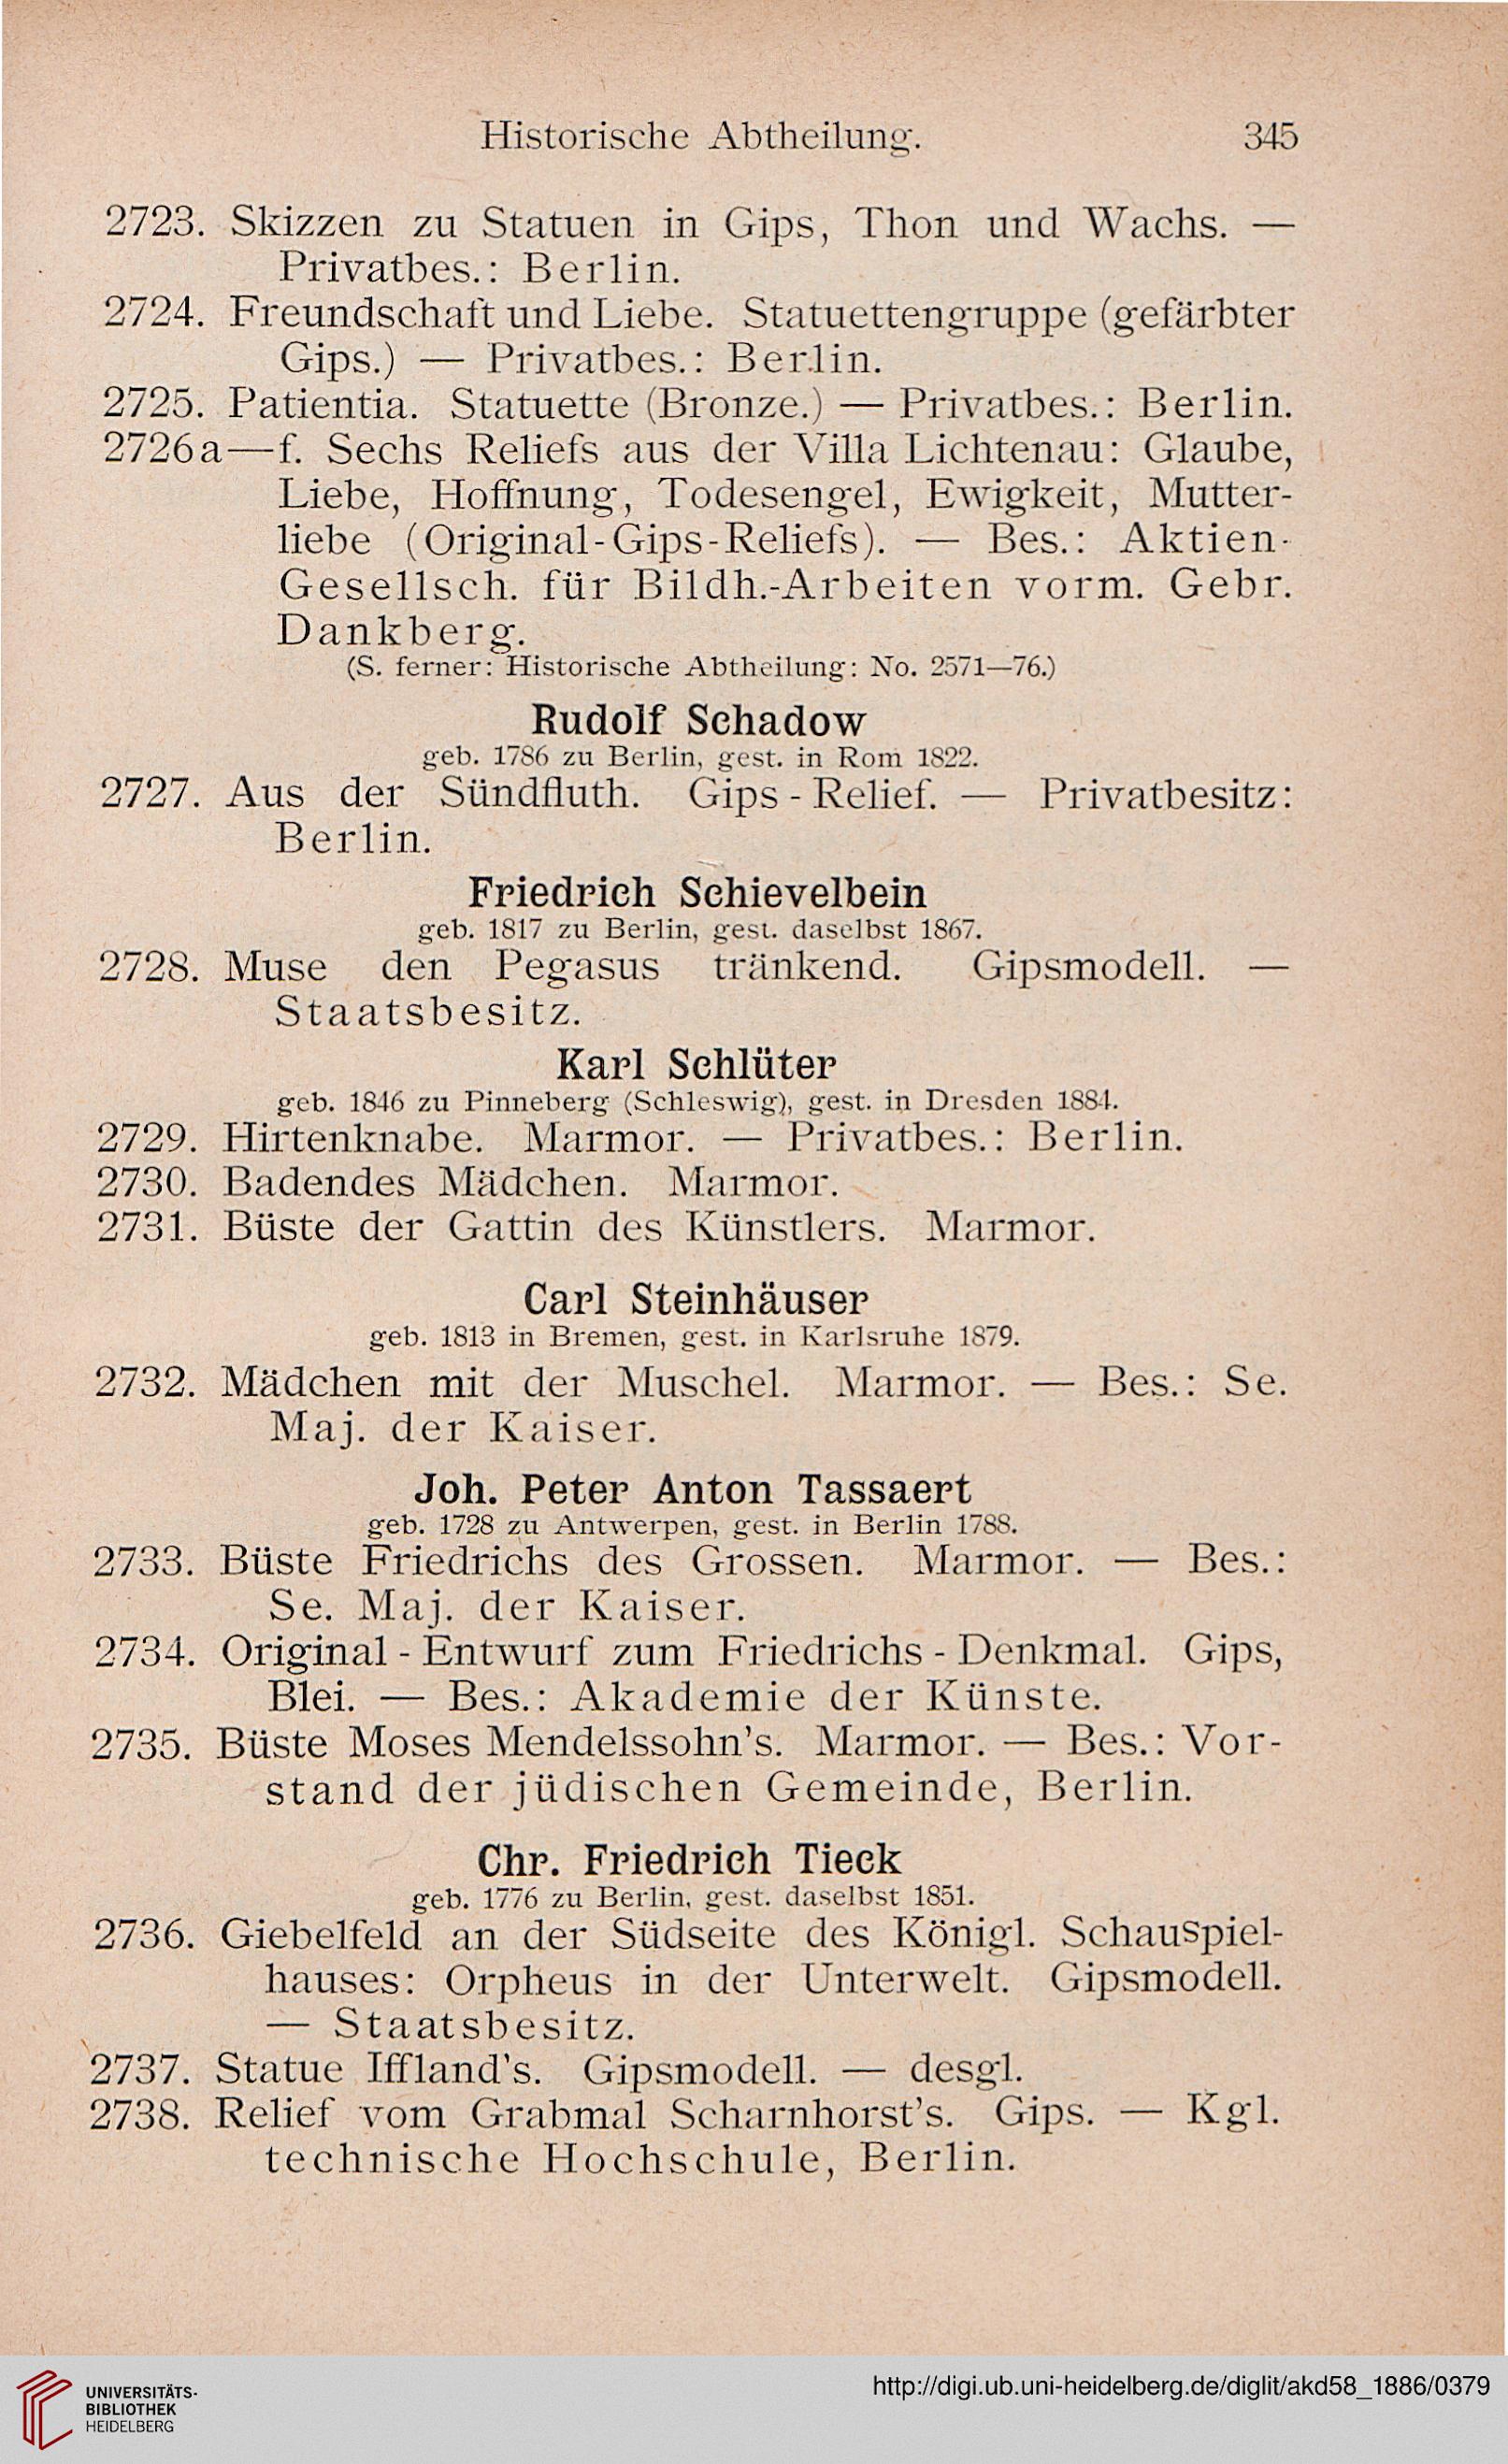 Historische Abtheilung. 345
2723. Skizzen zu Statuen in Gips, Thon und Wachs. —
Privatbes.: Berlin.
2724. Freundschaft und Liebe. Statuettengruppe (gefärbter
Gips.) — Privatbes.: Berlin.
2725. Patientia. Statuette (Bronze.) — Privatbes.: Berlin.
2726a—f. Sechs Reliefs aus der Villa Lichtenau: Glaube,
Liebe, Hoffnung, Todesengel, Ewigkeit, Mutter-
liebe (Original-Gips-Reliefs). — Bes.: Aktien-
Gesellsch. für Bildh.-Arbeiten vorm. Gebr.
Dankberg.
(S. ferner: Historische Abtheilung: No. 2571—76.)
Rudolf Schadow
geb. 1786 zu Berlin, gest. in Rom 1822.
2727. Aus der Sündfluth. Gips-Relief. — Privatbesitz:
Berlin.
Friedrich Schievelbein
geb. 1817 zu Berlin, gest. daselbst 1867.
2728. Muse den Pegasus tränkend. Gipsmodell. —
Staatsbesitz.
Karl Schlüter
geb. 1846 zu Pinneberg (Schleswig), gest. in Dresden 1884.
2729. Hirtenknabe. Marmor. — Privatbes.: Berlin.
2730. Badendes Mädchen. Marmor.
2731. Büste der Gattin des Künstlers. Marmor.
Carl Steinhäuser
geb. 1813 in Bremen, gest. in Karlsruhe 1879.
2732. Mädchen mit der Muschel. Marmor. — Bes.: Se.
Maj. der Kaiser.
Joh. Peter Anton Tassaert
geb. 1728 zu Antwerpen, gest. in Berlin 1788.
2733. Büste Friedrichs des Grossen. Marmor. — Bes.:
Se. Maj. der Kaiser.
2734. Original-Entwurf zum Friedrichs-Denkmal. Gips,
Blei. — Bes.: Akademie der Künste.
2735. Büste Moses Mendelssohn's. Marmor. — Bes.: Vor-
stand der jüdischen Gemeinde, Berlin.
Chr. Friedrich Tieck
geb. 1776 zu Berlin, gest. daselbst 1851.
2736. Giebelfeld an der Südseite des Königl. Schauspiel-
hauses: Orpheus in der Unterwelt. Gipsmodell.
— Staatsbesitz.
2737. Statue Iffland's. Gipsmodell. — desgl.
2738. Relief vom Grabmal Scharnhorst's. Gips. — Kgl.
technische Hochschule, Berlin.
UNIVERSITÄTS-
BIBLIOTHEK
HEIDELBERG
http://digi.ub.uni-heidelberg.de/diglit/akd58_1886/0379